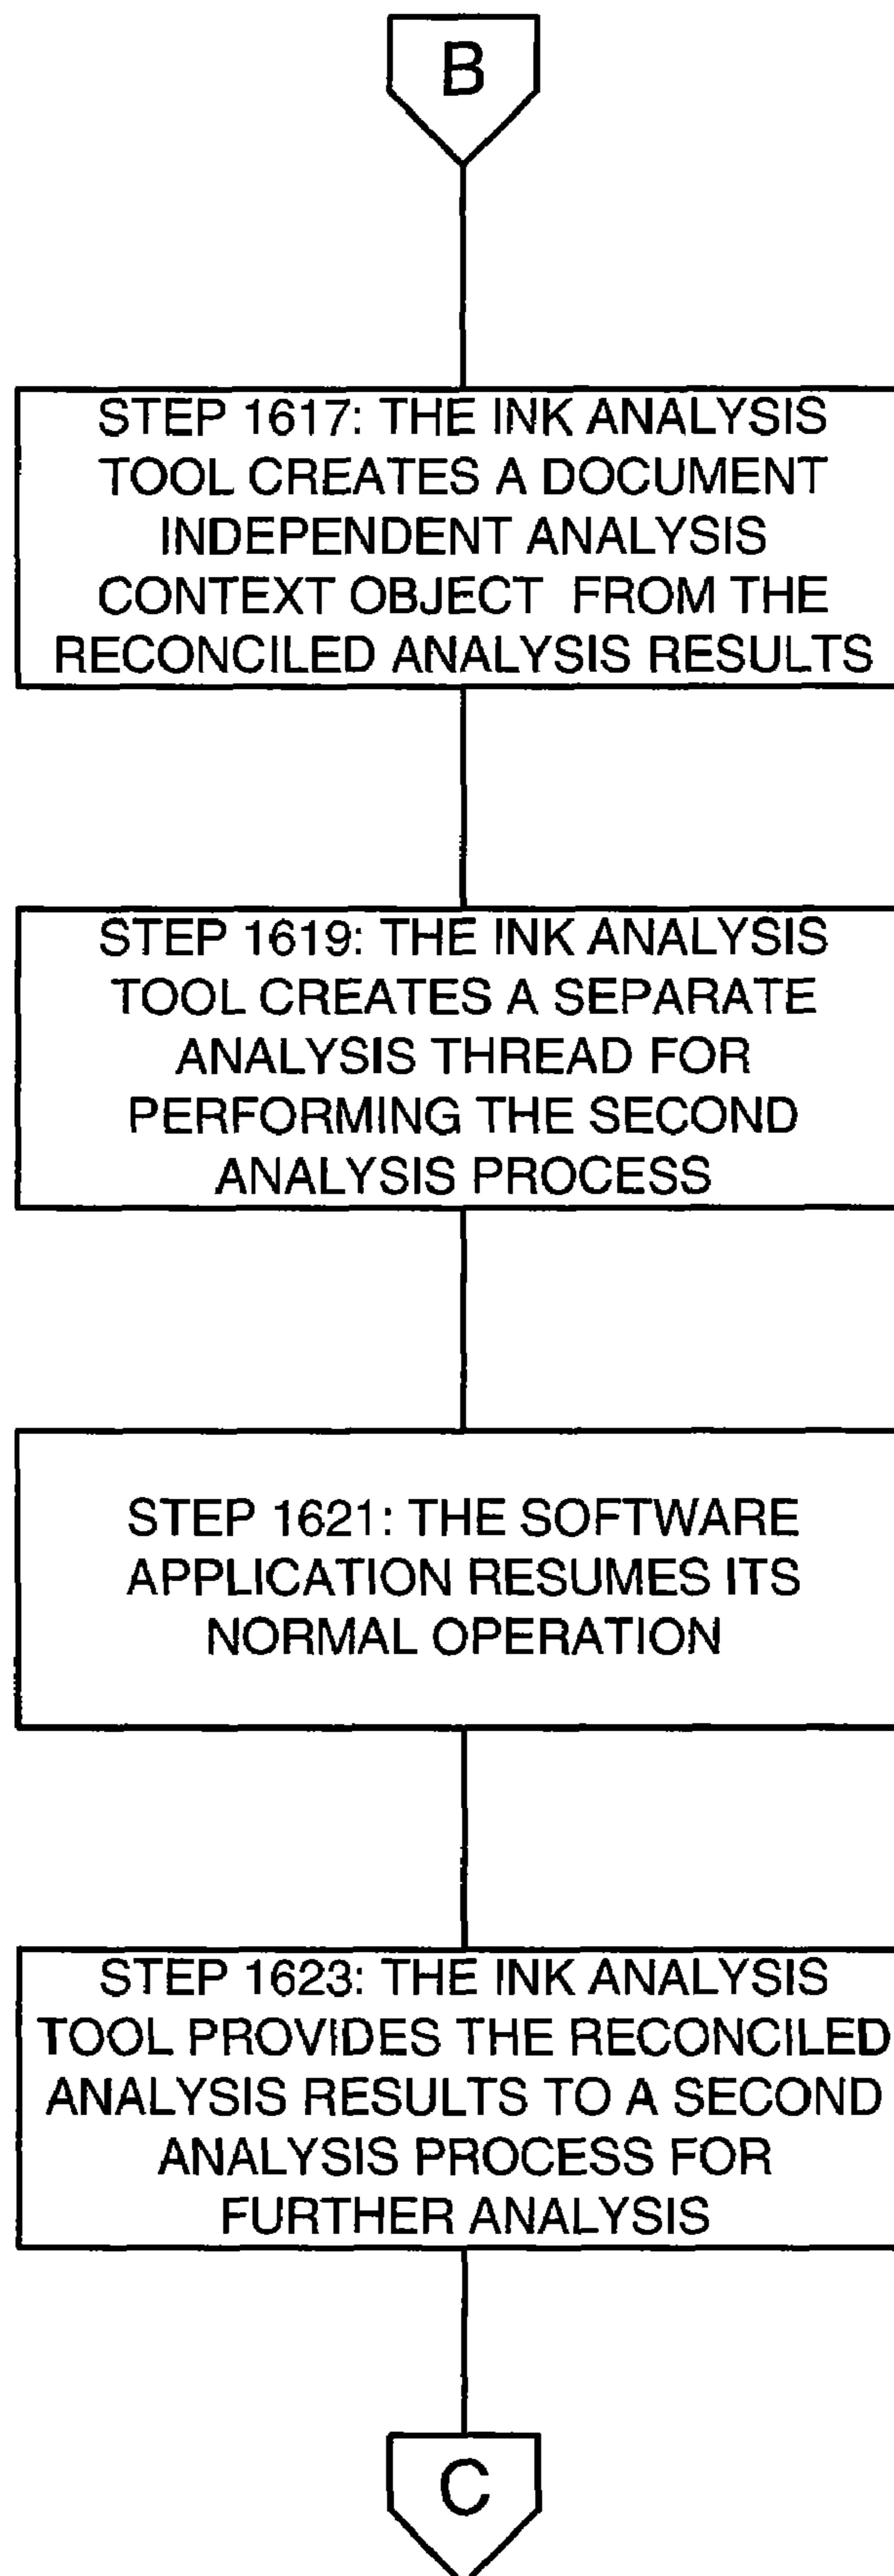 B
STEP 1617: THE INK ANALYSIS
TOOL CREATES A DOCUMENT
INDEPENDENT ANALYSIS
CONTEXT OBJECT FROM THE
RECONCILED ANALYSIS RESULTS
STEP 1619: THE INK ANALYSIS
TOOL CREATES A SEPARATE
ANALYSIS THREAD FOR
PERFORMING THE SECOND
ANALYSIS PROCESS
STEP 1621: THE SOFTWARE
APPLICATION RESUMES ITS
NORMAL OPERATION
STEP 1623: THE INK ANALYSIS
TOOL PROVIDES THE RECONCILED
ANALYSIS RESULTS TO A SECOND
ANALYSIS PROCESS FOR
FURTHER ANALYSIS
C